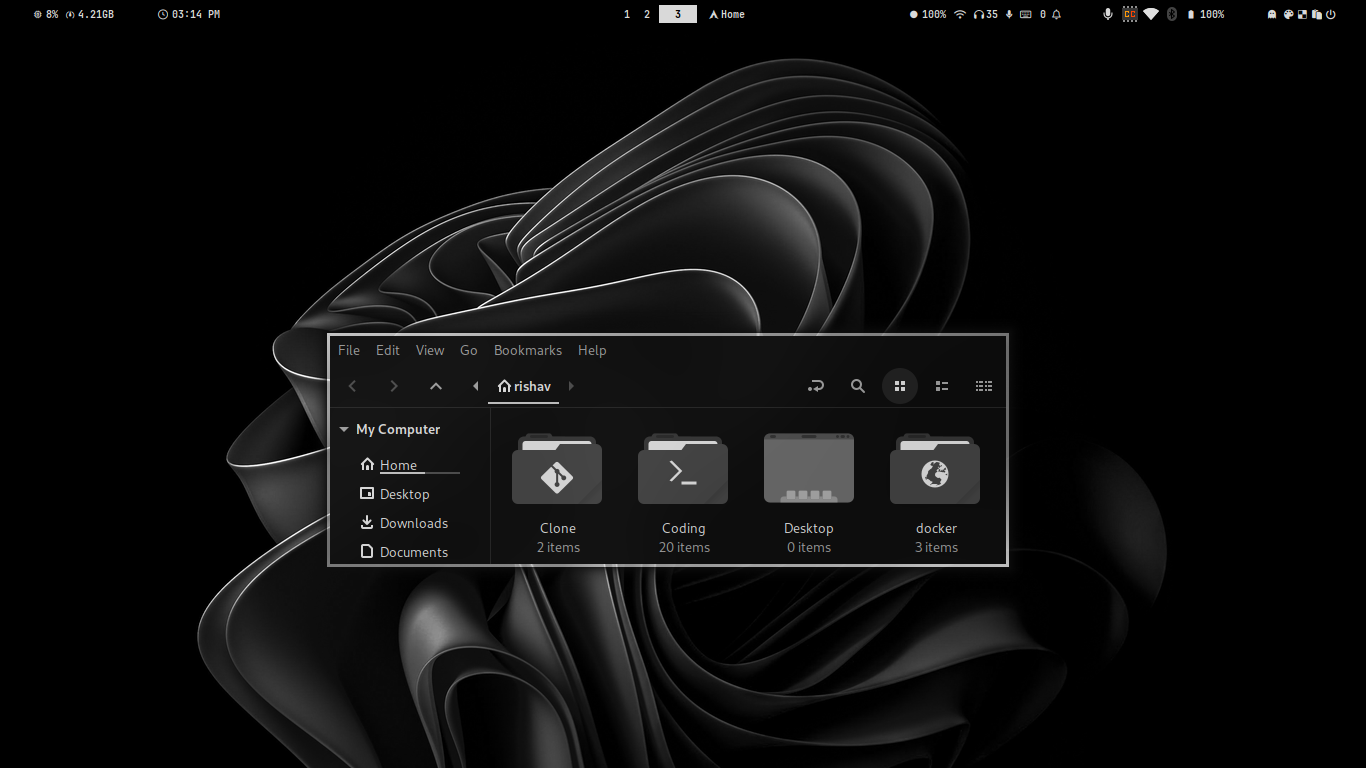 8% 4.21GB 03:14 PM 1 2 3 Home 100% 35 0 CC 100%
File Edit View Go Bookmarks Help
rishav
My Computer
Home
Desktop
Downloads
Documents
Clone Coding Desktop docker
2 items 20 items 0 items 3 items